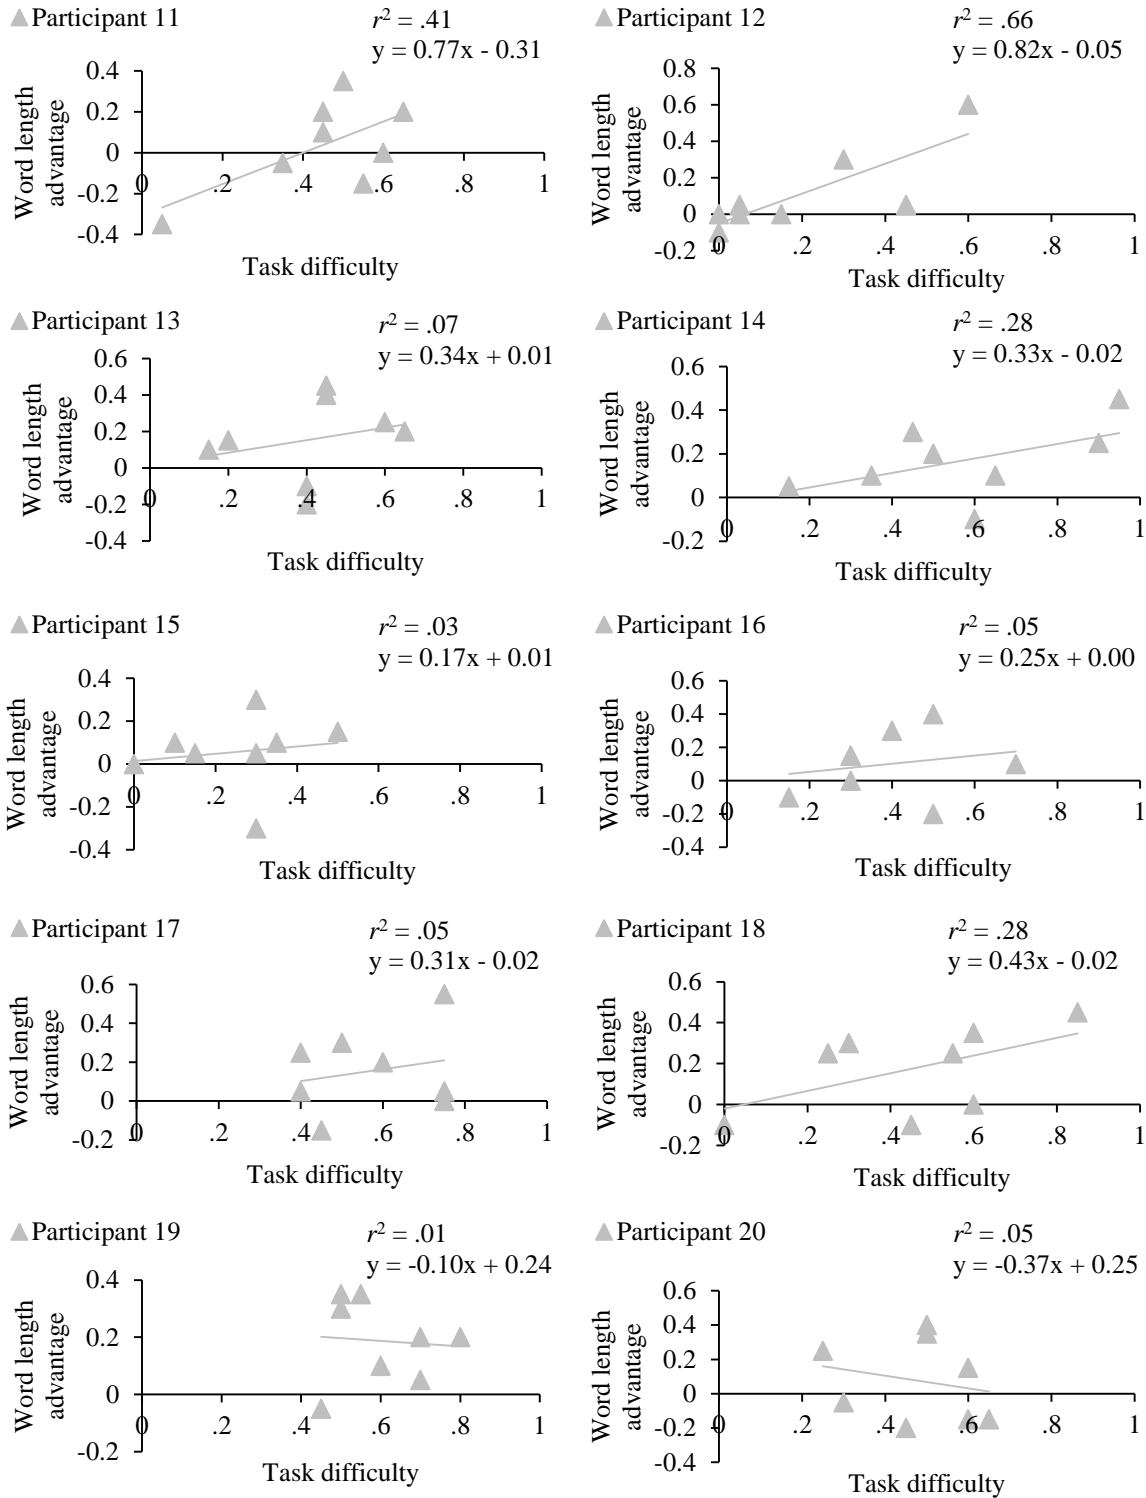 Participant 11
r² = .41
y = 0.77x - 0.31
Word length
advantage
0.4
0.2
0
-0.2
-0.4
0
.2
.4
.6
.8
1
Task difficulty
Participant 12
r² = .66
y = 0.82x - 0.05
Word length
advantage
0.8
0.6
0.4
0.2
0
-0.2
0
.2
.4
.6
.8
1
Task difficulty
Participant 13
r² = .07
y = 0.34x + 0.01
Word length
advantage
0.6
0.4
0.2
0
-0.2
-0.4
0
.2
.4
.6
.8
1
Task difficulty
Participant 14
r² = .28
y = 0.33x - 0.02
Word lengh
advantage
0.6
0.4
0.2
0
-0.2
0
.2
.4
.6
.8
1
Task difficulty
Participant 15
r² = .03
y = 0.17x + 0.01
Word length
advantage
0.4
0.2
0
-0.2
-0.4
0
.2
.4
.6
.8
1
Task difficulty
Participant 16
r² = .05
y = 0.25x + 0.00
Word length
advantage
0.6
0.4
0.2
0
-0.2
-0.4
0
.2
.4
.6
.8
1
Task difficulty
Participant 17
r² = .05
y = 0.31x - 0.02
Word length
advantage
0.6
0.4
0.2
0
-0.2
0
.2
.4
.6
.8
1
Task difficulty
Participant 18
r² = .28
y = 0.43x - 0.02
Word length
advantage
0.6
0.4
0.2
0
-0.2
0
.2
.4
.6
.8
1
Task difficulty
Participant 19
r² = .01
y = -0.10x + 0.24
Word length
advantage
0.4
0.2
0
-0.2
0
.2
.4
.6
.8
1
Task difficulty
Participant 20
r² = .05
y = -0.37x + 0.25
Word length
advantage
0.6
0.4
0.2
0
-0.2
-0.4
0
.2
.4
.6
.8
1
Task difficulty